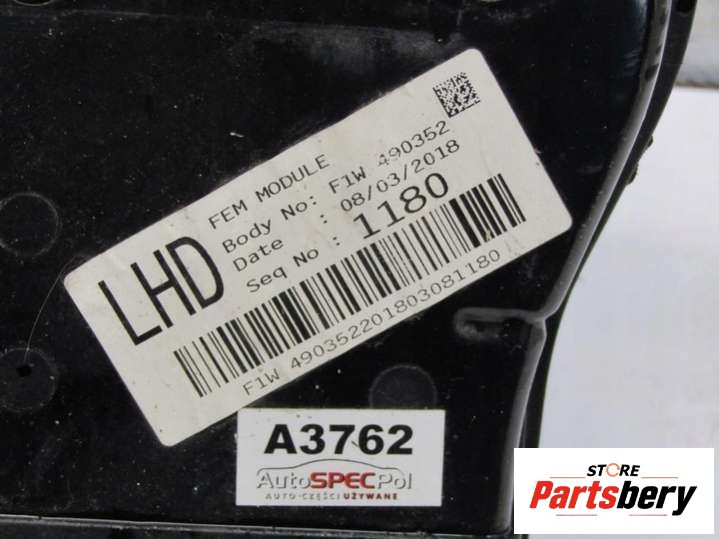 LHD
FEM MODULE
Body No: F1W 490352
Date : 08/03/2018
Seq No : 1180
F1W 490352201803081180
A3762
AutoSPECPol
AUTO-CZĘŚCI UŻYWANE
STORE
Partsbery